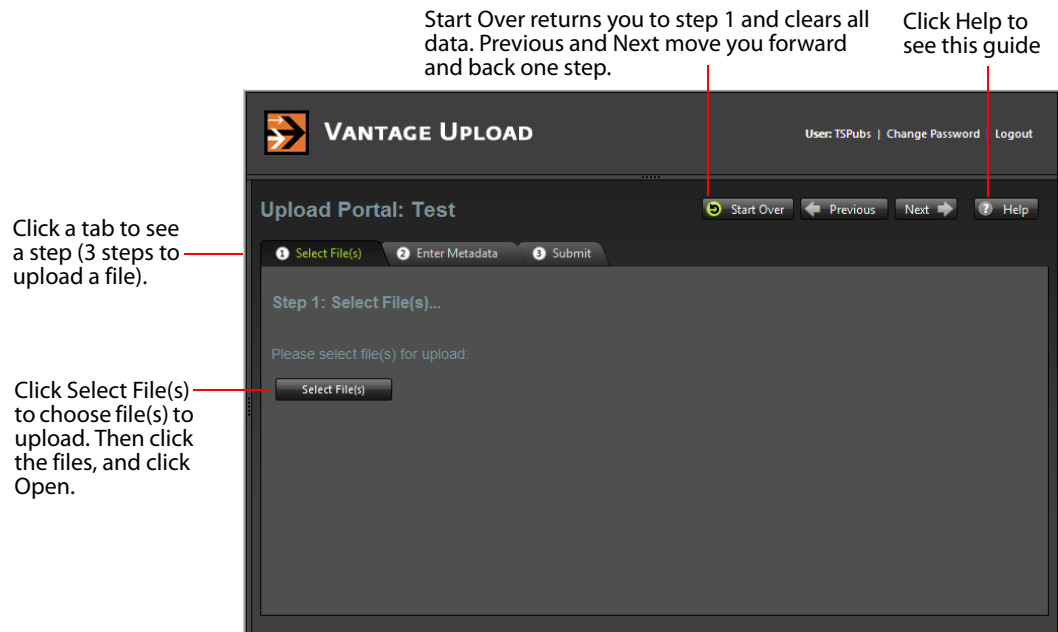 Start Over returns you to step 1 and clears all
data. Previous and Next move you forward
and back one step.
Click Help to
see this guide
VANTAGE UPLOAD
User: TSPubs | Change Password | Logout
Upload Portal: Test
Start Over
Previous
Next
? Help
Click a tab to see
a step (3 steps to
upload a file).
1 Select File(s)
2 Enter Metadata
3 Submit
Step 1: Select File(s)...
Please select file(s) for upload:
Select File(s)
Click Select File(s)
to choose file(s) to
upload. Then click
the files, and click
Open.